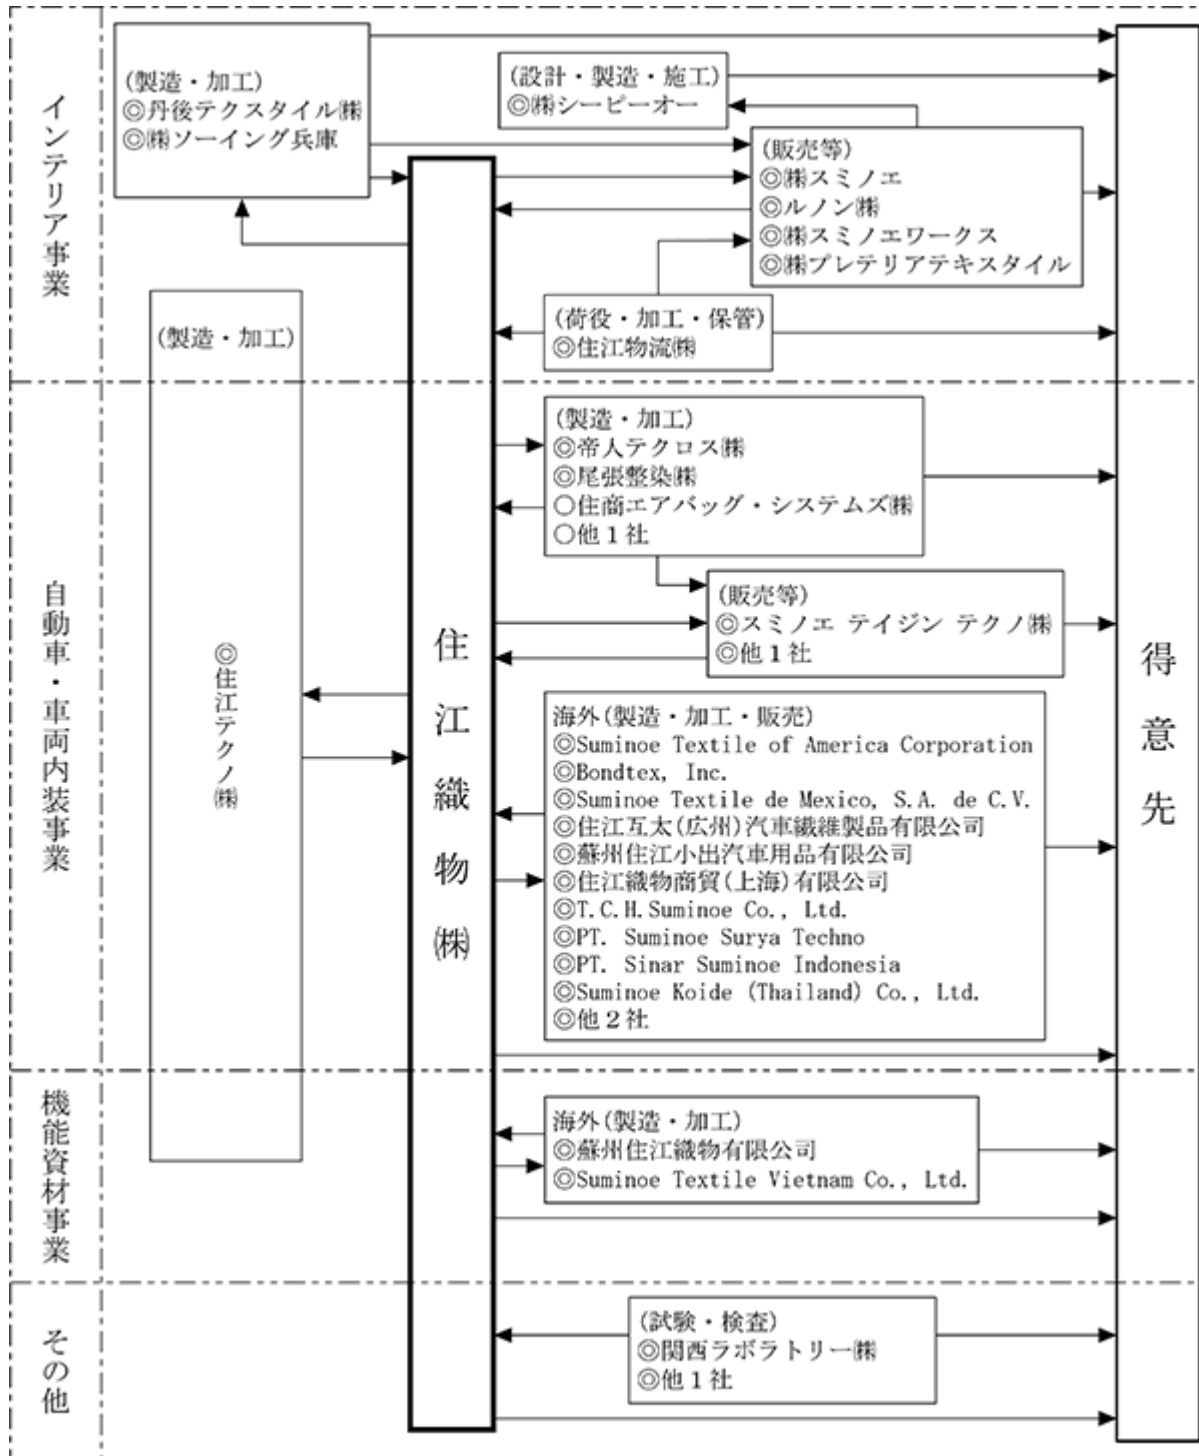 インテリア事業
(製造・加工)
◎丹後テクスタイル㈱
◎㈱ソーイング兵庫
(設計・製造・施工)
◎㈱シーピーオー
(販売等)
◎㈱スミノエ
◎ルノン㈱
◎㈱スミノエワークス
◎㈱プレテリアテキスタイル
(荷役・加工・保管)
◎住江物流㈱
(製造・加工)
◎住江テクノ㈱
住江織物㈱
得意先
自動車・車両内装事業
(製造・加工)
◎帝人テクロス㈱
◎尾張整染㈱
○住商エアバッグ・システムズ㈱
○他1社
(販売等)
◎スミノエ テイジン テクノ㈱
◎他1社
海外(製造・加工・販売)
◎Suminoe Textile of America Corporation
◎Bondtex, Inc.
◎Suminoe Textile de Mexico, S.A. de C.V.
◎住江互太(広州)汽車繊維製品有限公司
◎蘇州住江小出汽車用品有限公司
◎住江織物商貿(上海)有限公司
◎T.C.H.Suminoe Co., Ltd.
◎PT. Suminoe Surya Techno
◎PT. Sinar Suminoe Indonesia
◎Suminoe Koide (Thailand) Co., Ltd.
◎他2社
機能資材事業
海外(製造・加工)
◎蘇州住江織物有限公司
◎Suminoe Textile Vietnam Co., Ltd.
その他
(試験・検査)
◎関西ラボラトリー㈱
◎他1社